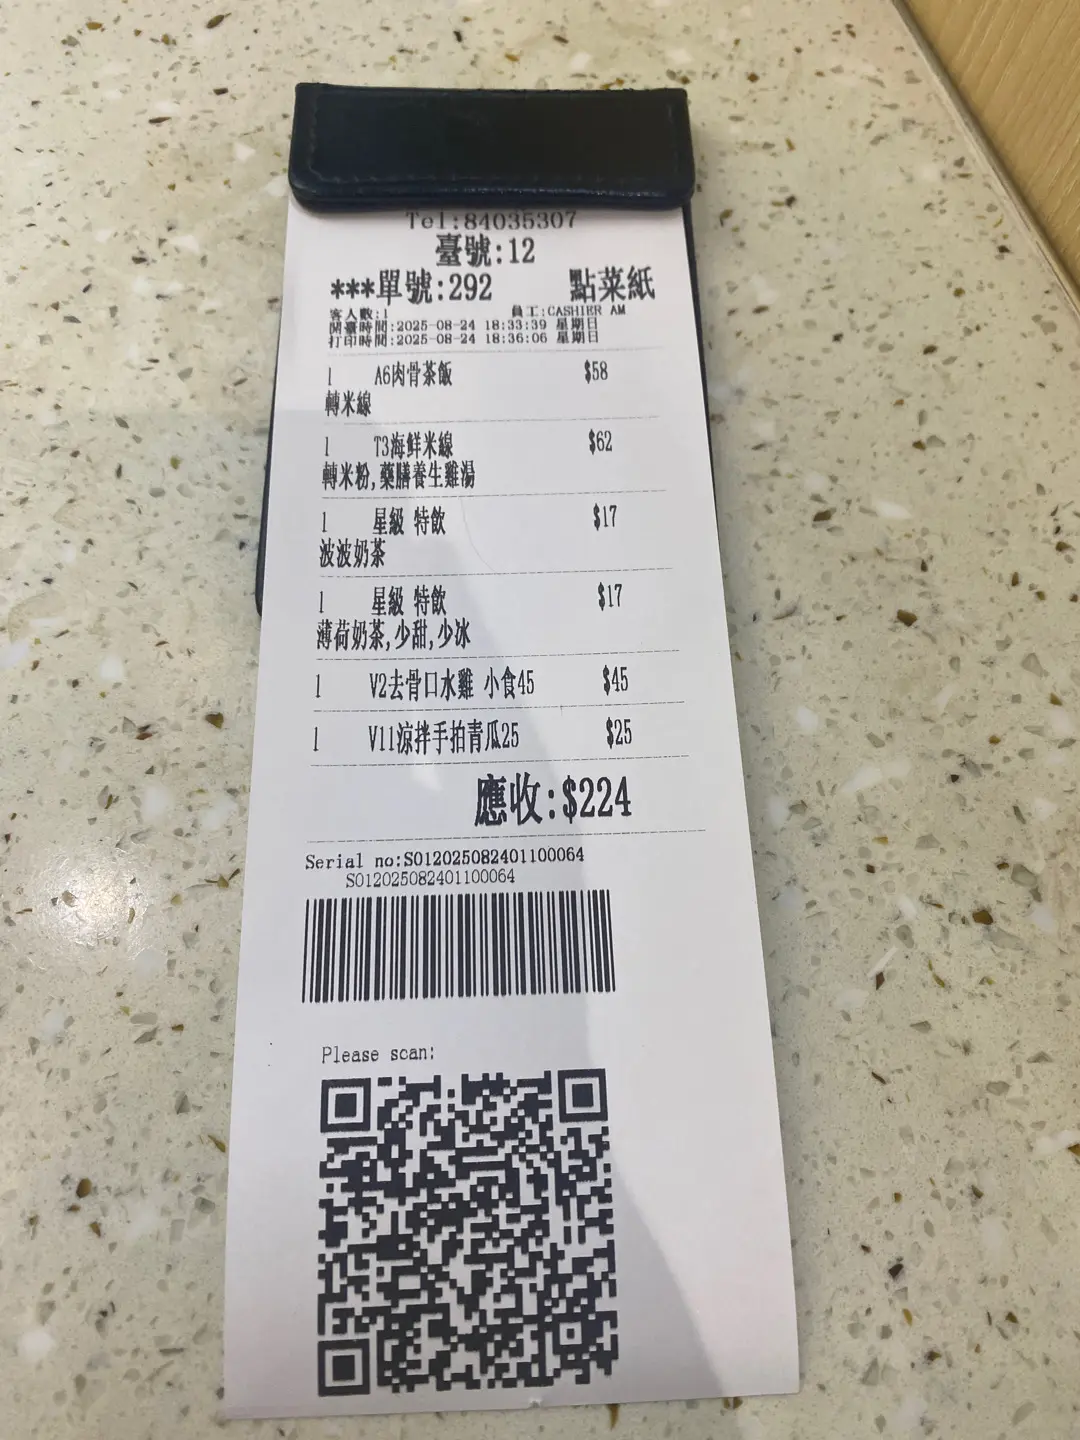 Tel:84035307
臺號:12
***單號:292 點菜紙
客人數:1 員工:CASHIER AM
開臺時間:2025-08-24 18:33:39 星期日
打印時間:2025-08-24 18:36:06 星期日
1 A6肉骨茶飯 $58
轉米線
1 T3海鮮米線 $62
轉米粉,藥膳養生雞湯
1 星級 特飲 $17
波波奶茶
1 星級 特飲 $17
薄荷奶茶,少甜,少冰
1 V2去骨口水雞 小食45 $45
1 V11涼拌手拍青瓜25 $25
應收:$224
Serial no:S012025082401100064
S012025082401100064
Please scan: